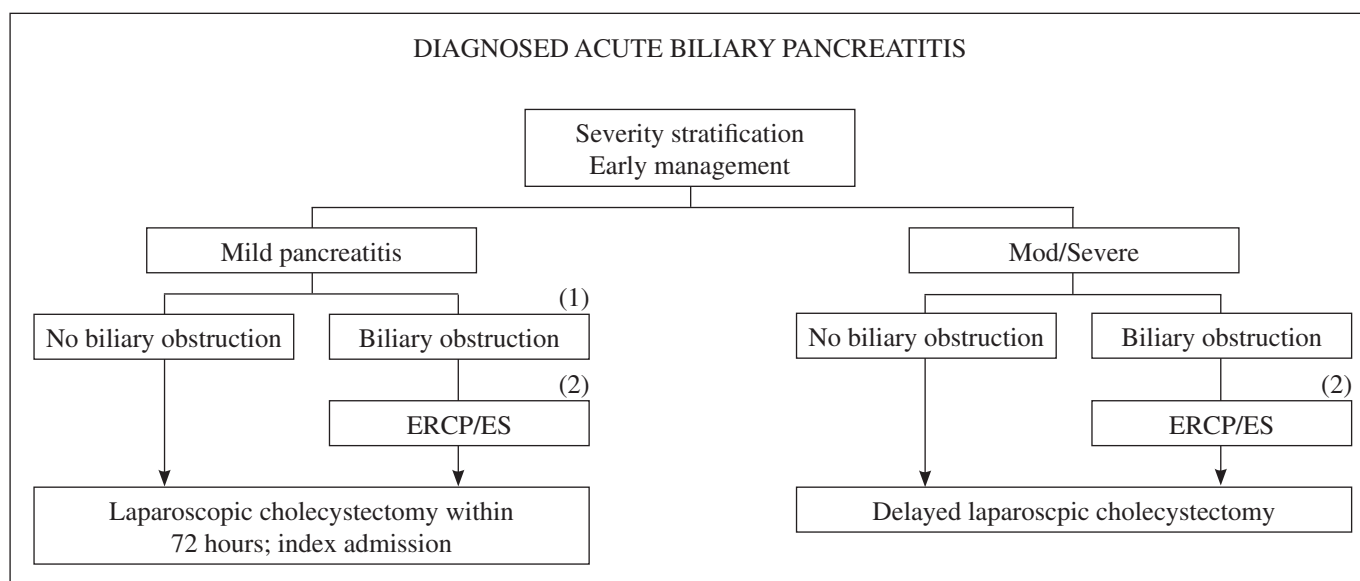 DIAGNOSED ACUTE BILIARY PANCREATITIS
Severity stratification
Early management
Mild pancreatitis
Mod/Severe
(1)
No biliary obstruction
Biliary obstruction
No biliary obstruction
Biliary obstruction
(2)
(2)
ERCP/ES
ERCP/ES
Laparoscopic cholecystectomy within
72 hours; index admission
Delayed laparoscpic cholecystectomy